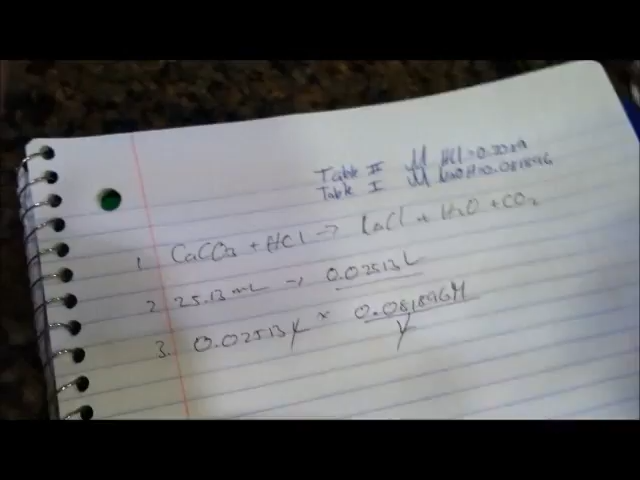 Table II M HCl = 0.2029
Table I M NaOH = 0.081896
1. CaCO3 + HCl → CaCl + H2O + CO2
2. 25.13 mL → 0.02513 L
3. 0.02513 L × 0.081896 M / L